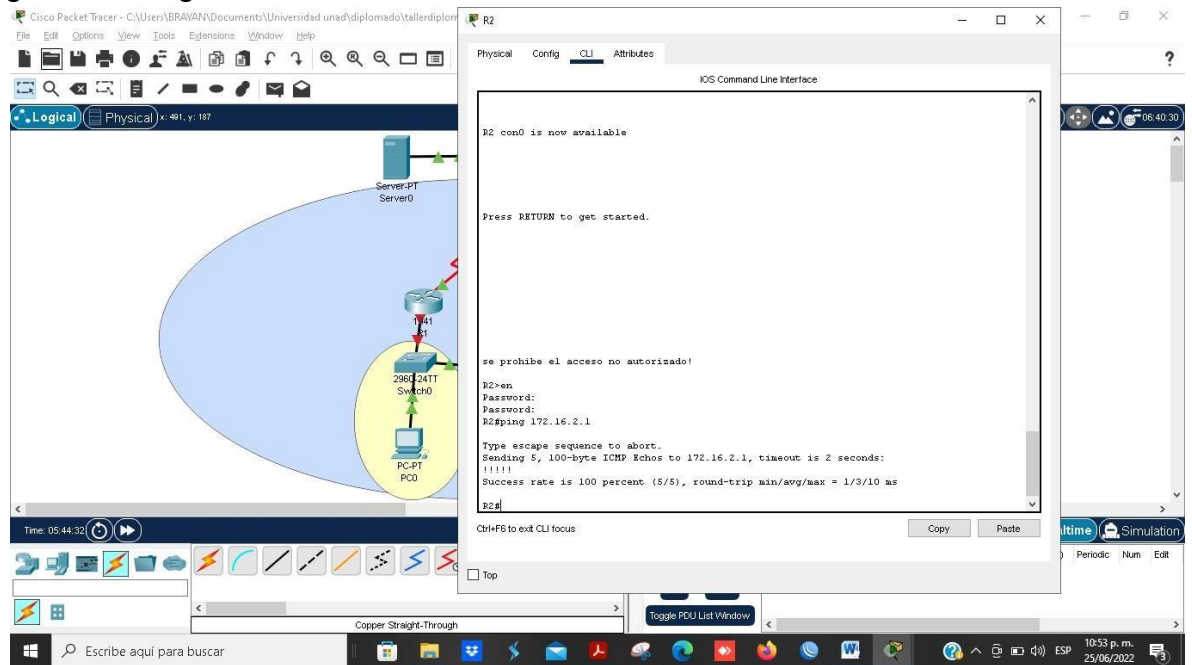 Cisco Packet Tracer - C:\Users\BRAYAN\Documents\Universidad unad\diplomado\tallerdiplom
File Edit Options View Tools Extensions Window Help
?
Logical Physical x: 491, y: 187
06:40:30
Server-PT
Server0
1941
R1
2960-24TT
Switch0
PC-PT
PC0
Time: 05:44:32
Realtime Simulation
Periodic Num Edit
Copper Straight-Through
Toggle PDU List Window
R2
Physical Config CLI Attributes
IOS Command Line Interface
R2 con0 is now available
Press RETURN to get started.
se prohibe el acceso no autorizado!
R2>en
Password:
Password:
R2#ping 172.16.2.1
Type escape sequence to abort.
Sending 5, 100-byte ICMP Echos to 172.16.2.1, timeout is 2 seconds:
!!!!!
Success rate is 100 percent (5/5), round-trip min/avg/max = 1/3/10 ms
R2#
Ctrl+F6 to exit CLI focus
Copy Paste
Top
Escribe aquí para buscar
ESP
10:53 p. m.
25/06/2022
3